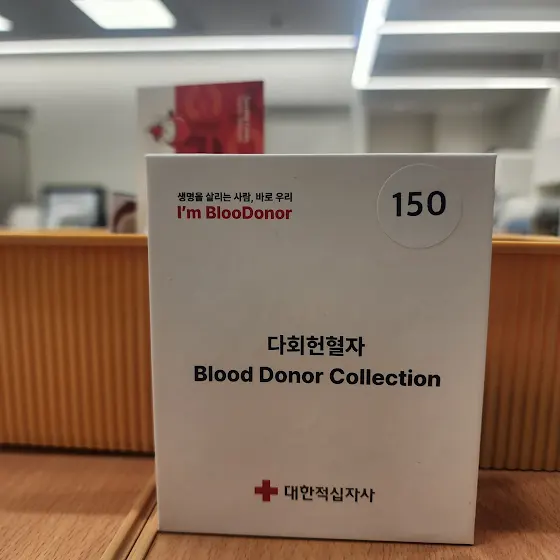 생명을 살리는 사람, 바로 우리
I'm BlooDonor
150
다회헌혈자
Blood Donor Collection
대한적십자사